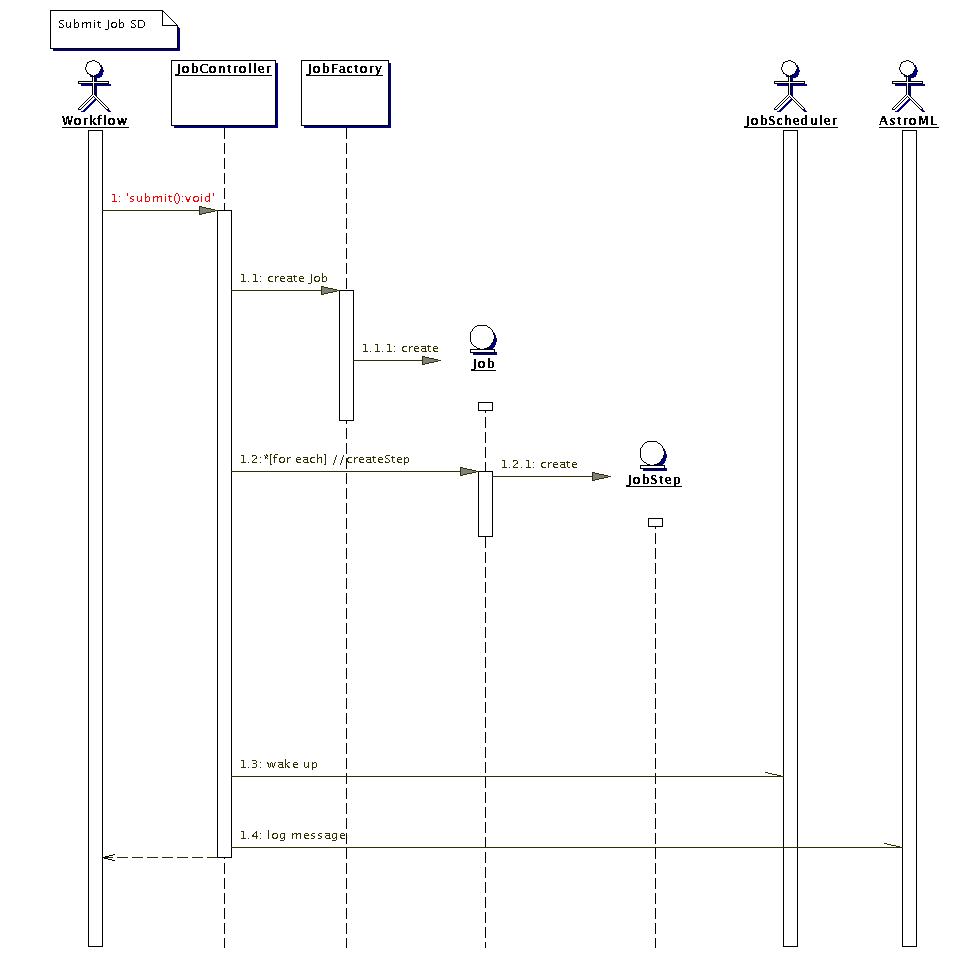 Submit Job SD
JobController
JobFactory
Workflow
JobScheduler
AstroML
1: 'submit():void'
1.1: create Job
1.1.1: create
Job
1.2:*[for each] //createStep
1.2.1: create
JobStep
1.3: wake up
1.4: log message